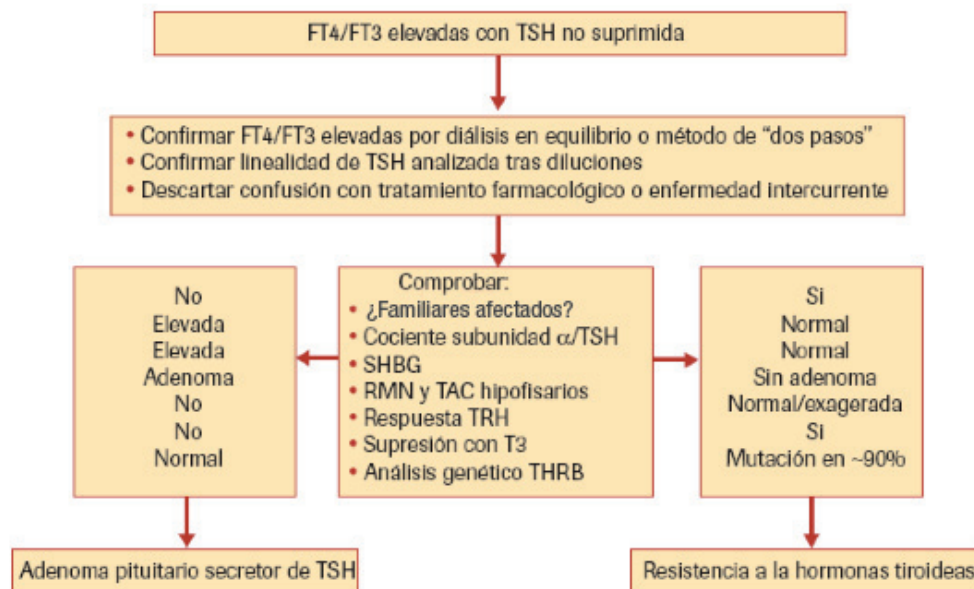 FT4/FT3 elevadas con TSH no suprimida
• Confirmar FT4/FT3 elevadas por diálisis en equilibrio o método de “dos pasos”
• Confirmar linealidad de TSH analizada tras diluciones
• Descartar confusión con tratamiento farmacológico o enfermedad intercurrente
No
Elevada
Elevada
Adenoma
No
No
Normal
Comprobar:
• ¿Familiares afectados?
• Cociente subunidad α/TSH
• SHBG
• RMN y TAC hipofisarios
• Respuesta TRH
• Supresión con T3
• Análisis genético THRB
Si
Normal
Normal
Sin adenoma
Normal/exagerada
Si
Mutación en ~90%
Adenoma pituitario secretor de TSH
Resistencia a la hormonas tiroideas